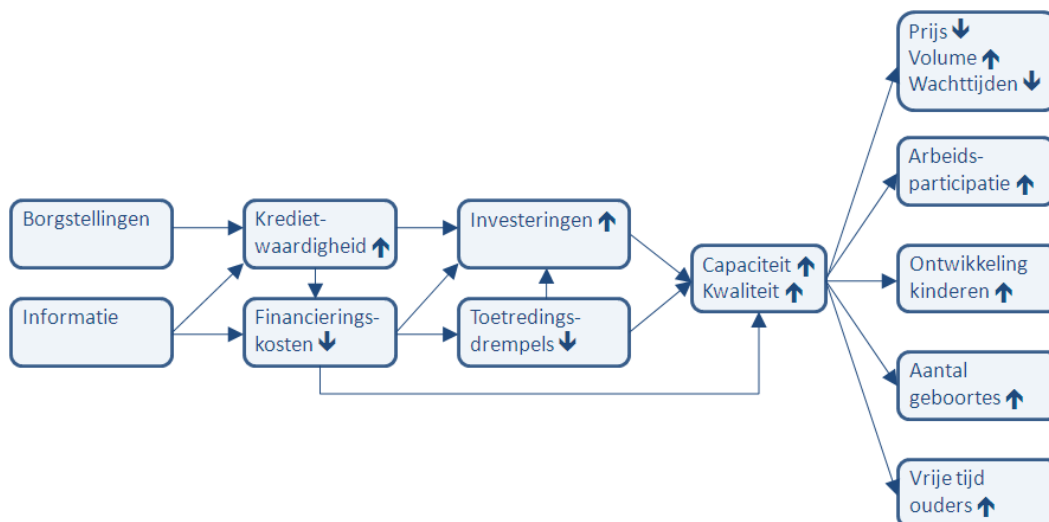 Borgstellingen
Informatie
Krediet-
waardigheid ↑
Financierings-
kosten ↓
Investeringen ↑
Toetredings-
drempels ↓
Capaciteit ↑
Kwaliteit ↑
Prijs ↓
Volume ↑
Wachttijden ↓
Arbeids-
participatie ↑
Ontwikkeling
kinderen ↑
Aantal
geboortes ↑
Vrije tijd
ouders ↑